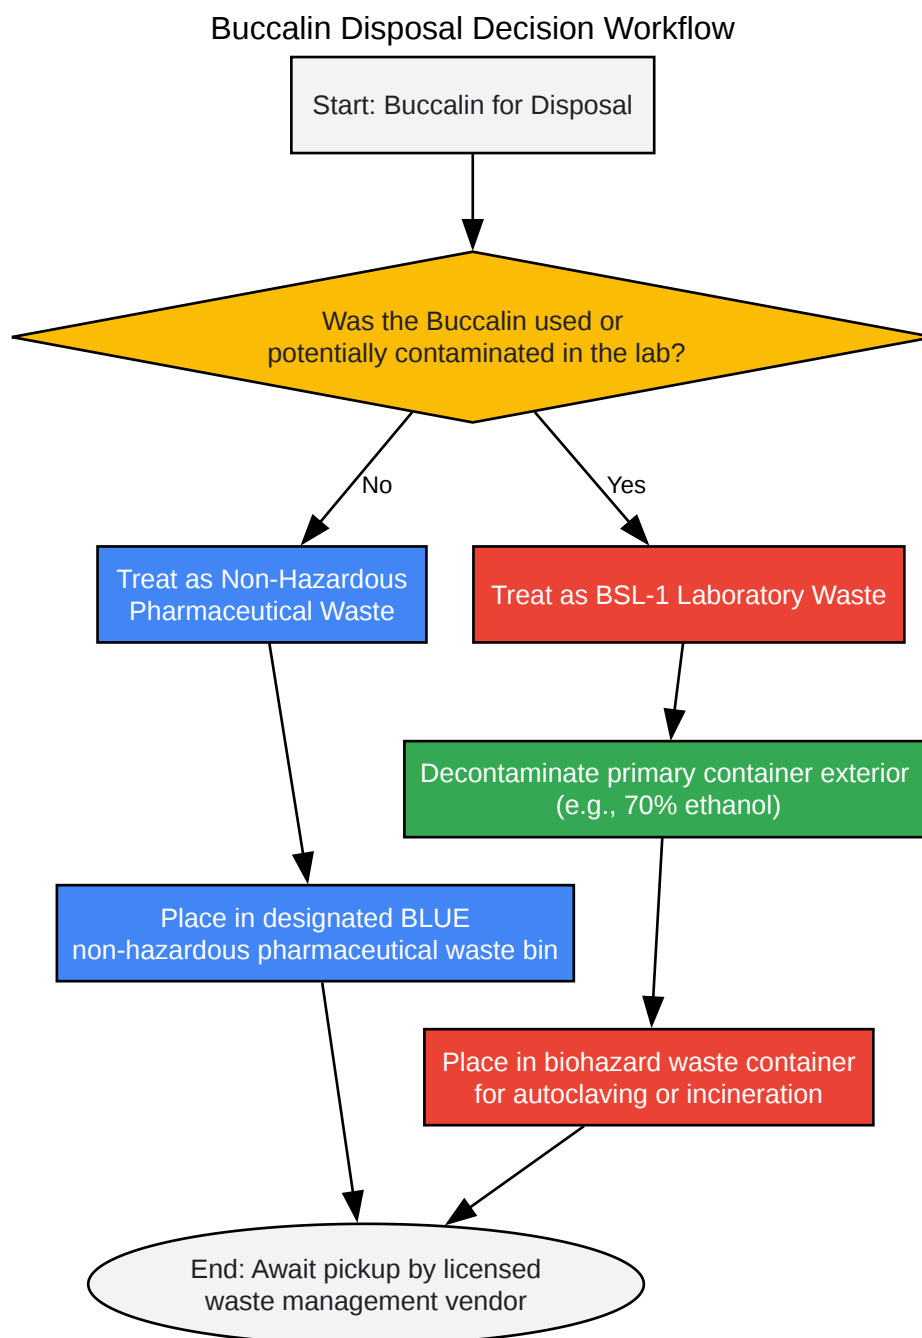 Buccalin Disposal Decision Workflow
Start: Buccalin for Disposal
Was the Buccalin used or
potentially contaminated in the lab?
No
Yes
Treat as Non-Hazardous
Pharmaceutical Waste
Treat as BSL-1 Laboratory Waste
Decontaminate primary container exterior
(e.g., 70% ethanol)
Place in designated BLUE
non-hazardous pharmaceutical waste bin
Place in biohazard waste container
for autoclaving or incineration
End: Await pickup by licensed
waste management vendor